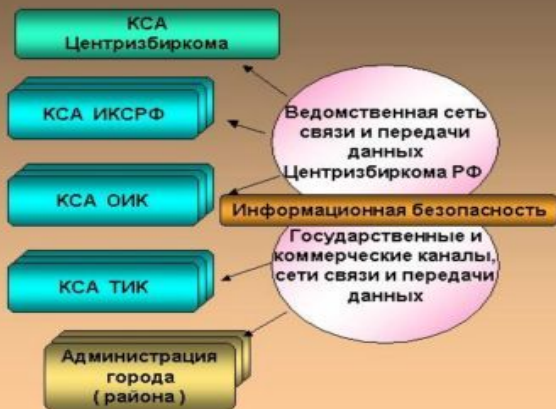 КСА
Центризбиркома
КСА ИКСРФ
КСА ОИК
КСА ТИК
Администрация
города
( района )
Ведомственная сеть
связи и передачи
данных
Центризбиркома РФ
Информационная безопасность
Государственные и
коммерческие каналы,
сети связи и передачи
данных